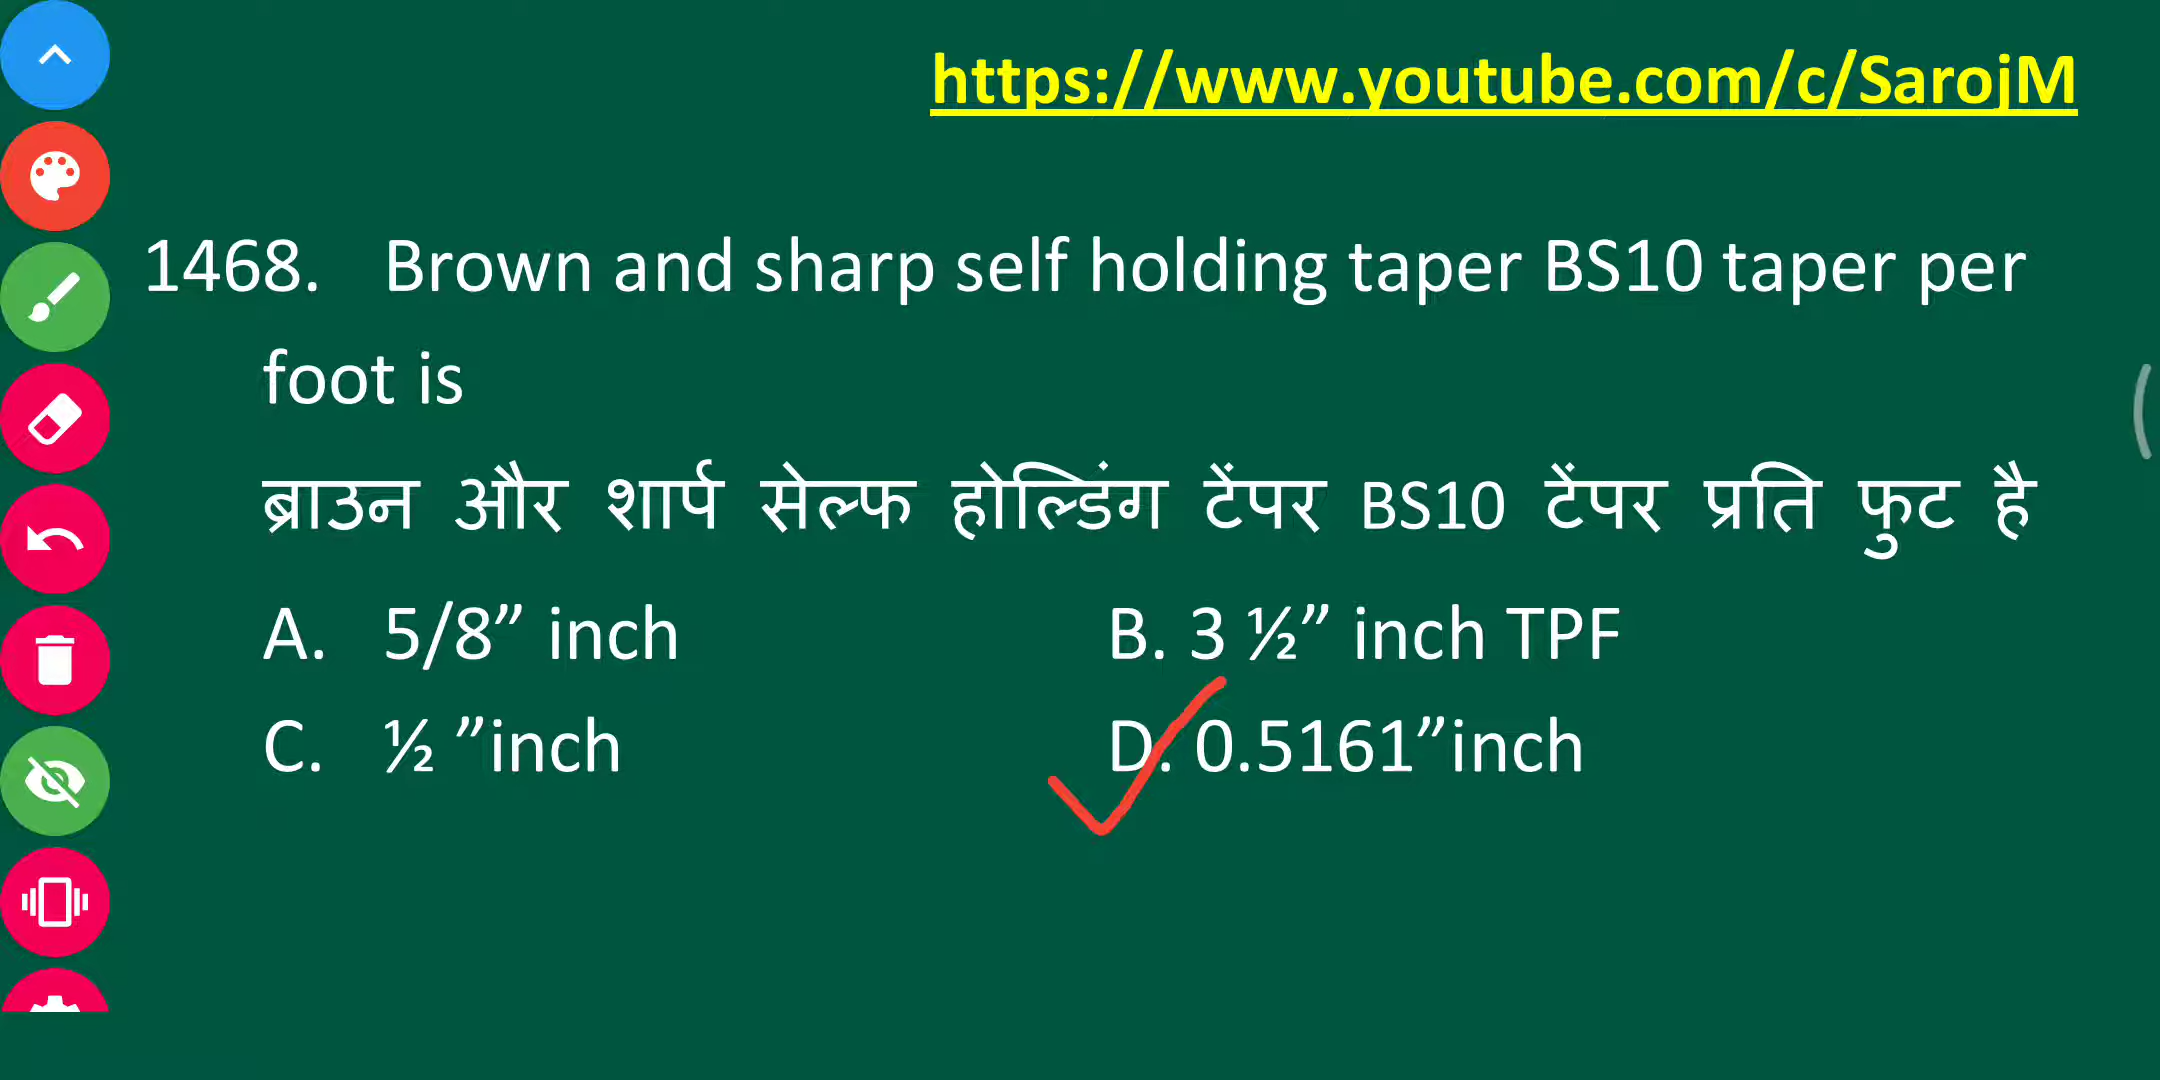 https://www.youtube.com/c/SarojM
1468. Brown and sharp self holding taper BS10 taper per
foot is
ब्राउन और शार्प सेल्फ होल्डिंग टेंपर BS10 टेंपर प्रति फुट है
A. 5/8” inch B. 3 ½” inch TPF
C. ½ ”inch D. 0.5161”inch